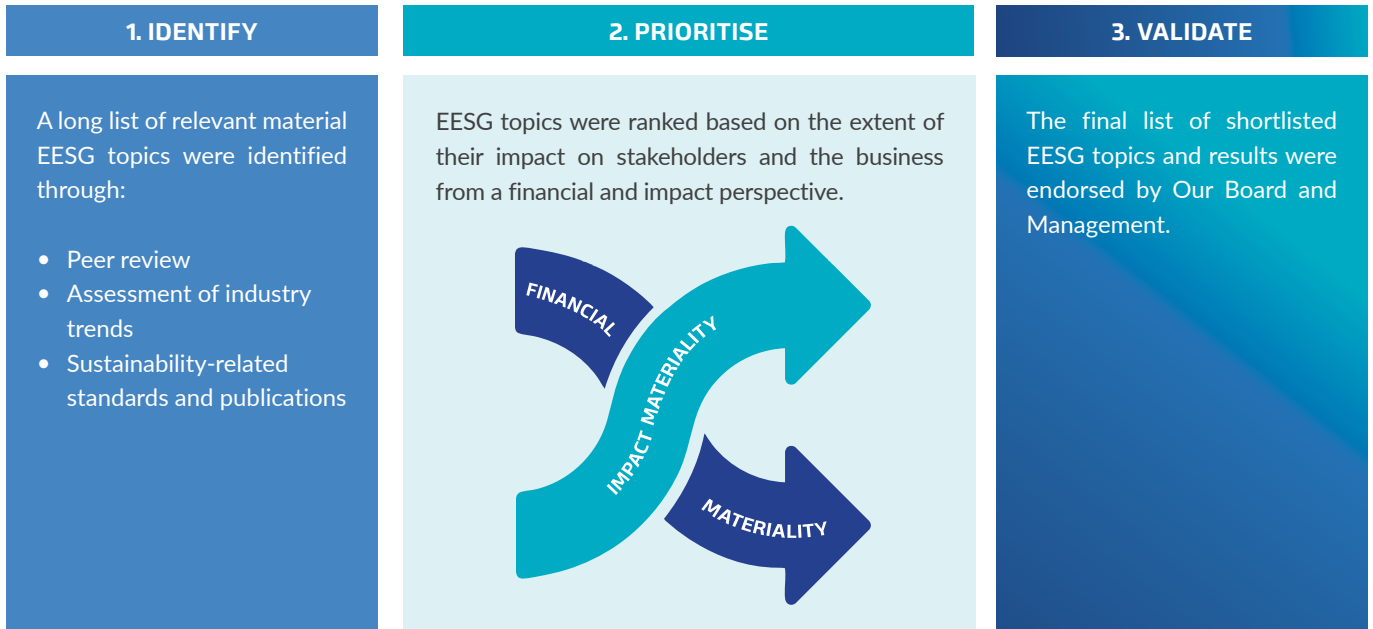 1. IDENTIFY
A long list of relevant material
EESG topics were identified
through:
• Peer review
• Assessment of industry
trends
• Sustainability-related
standards and publications
2. PRIORITISE
EESG topics were ranked based on the extent of
their impact on stakeholders and the business
from a financial and impact perspective.
FINANCIAL
IMPACT MATERIALITY
MATERIALITY
3. VALIDATE
The final list of shortlisted
EESG topics and results were
endorsed by Our Board and
Management.